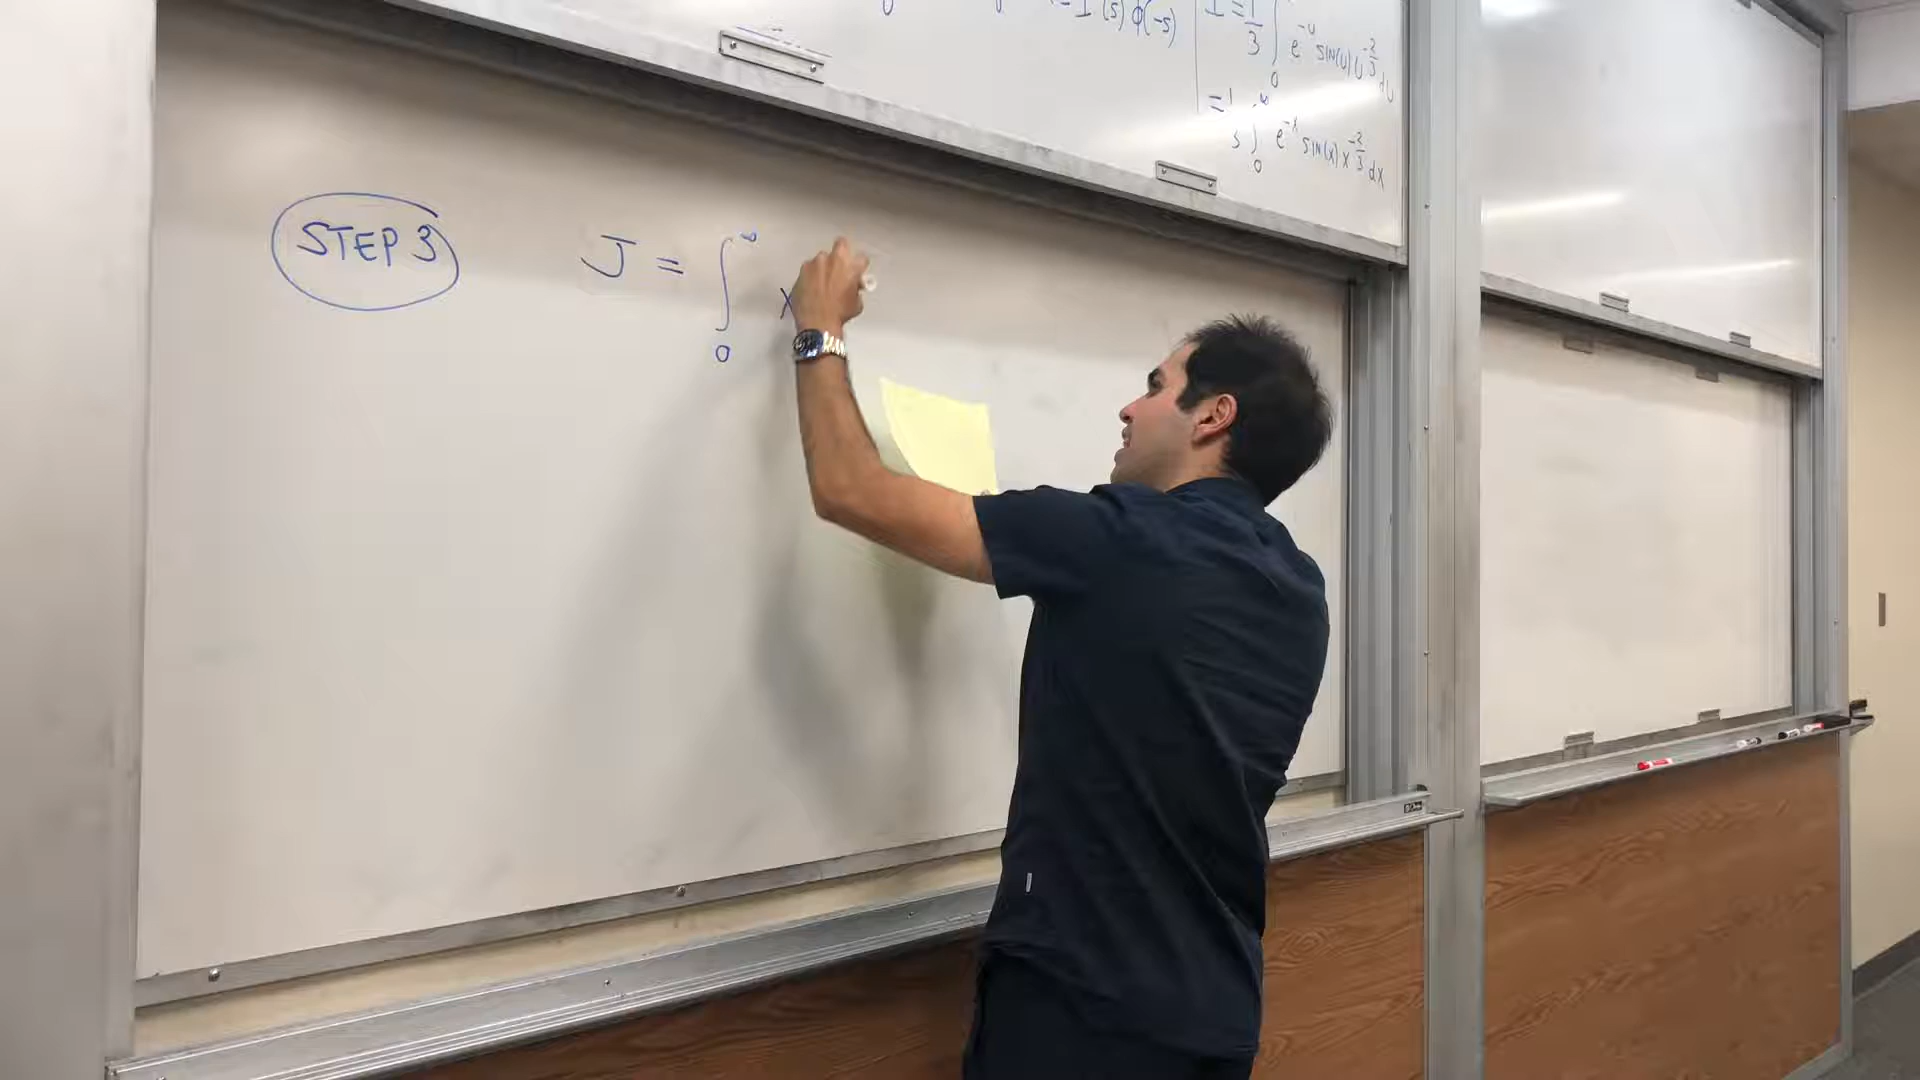 -I(s) φ(-s)
I = 1/3 ∫₀ e^-u SIN(u) u^-2/3 du
= 1/3 ∫₀^∞ e^-x SIN(x) x^-2/3 dx
STEP 3 J = ∫₀^∞ x